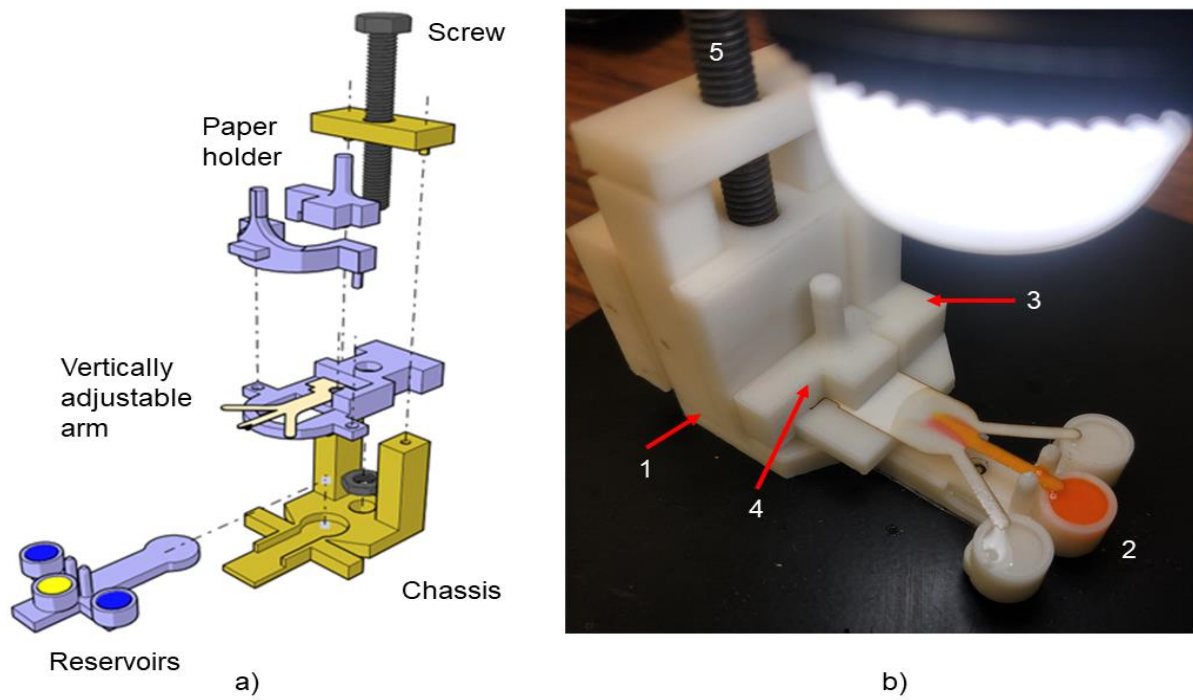 Screw
Paper
holder
Vertically
adjustable
arm
Chassis
Reservoirs
a)
5
3
1
4
2
b)